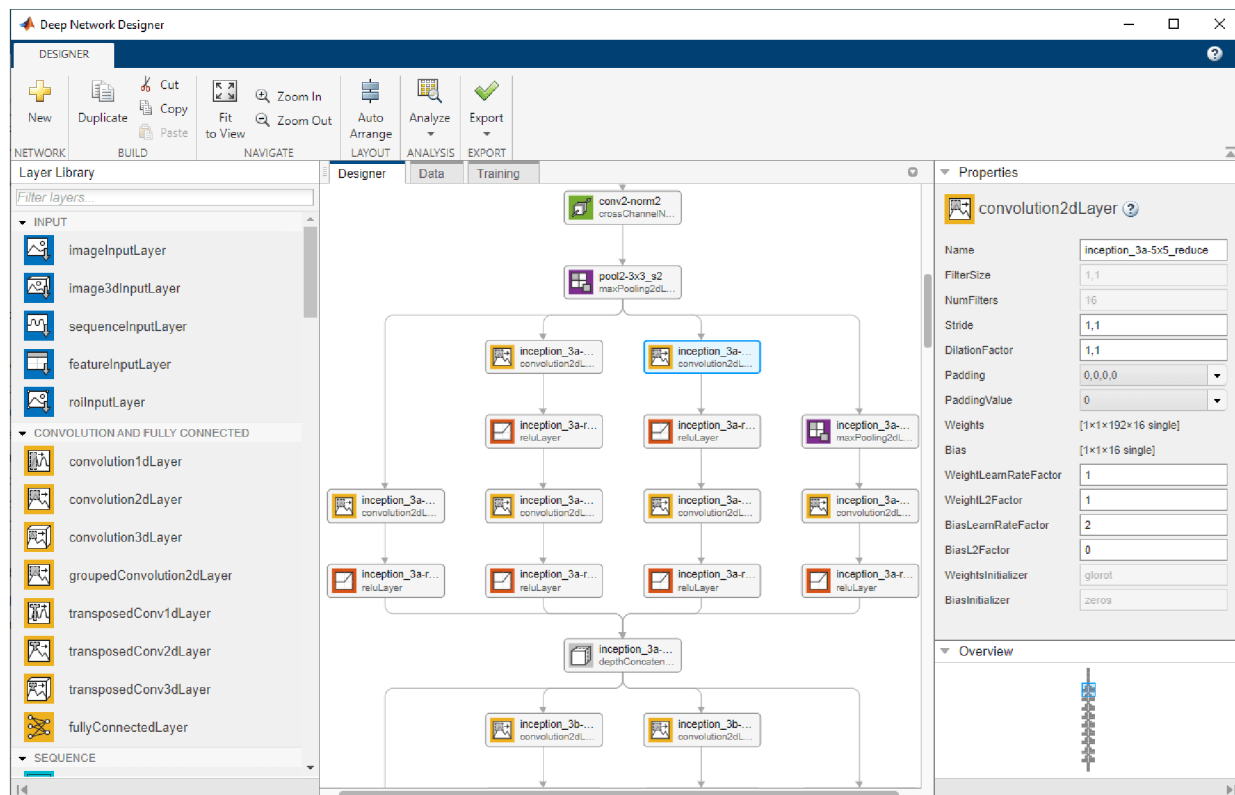 Deep Network Designer
DESIGNER
New
Duplicate
Cut
Copy
Paste
Fit
to View
Zoom In
Zoom Out
Auto
Arrange
Analyze
Export
NETWORK
BUILD
NAVIGATE
LAYOUT
ANALYSIS
EXPORT
Layer Library
Filter layers...
INPUT
imageInputLayer
image3dInputLayer
sequenceInputLayer
featureInputLayer
roiInputLayer
CONVOLUTION AND FULLY CONNECTED
convolution1dLayer
convolution2dLayer
convolution3dLayer
groupedConvolution2dLayer
transposedConv1dLayer
transposedConv2dLayer
transposedConv3dLayer
fullyConnectedLayer
SEQUENCE
Designer
Data
Training
conv2-norm2
crossChannelN...
pool2-3x3_s2
maxPooling2dL...
inception_3a-...
convolution2dL...
inception_3a-...
convolution2dL...
inception_3a-r...
reluLayer
inception_3a-r...
reluLayer
inception_3a-...
maxPooling2dL...
inception_3a-...
convolution2dL...
inception_3a-...
convolution2dL...
inception_3a-...
convolution2dL...
inception_3a-...
convolution2dL...
inception_3a-r...
reluLayer
inception_3a-r...
reluLayer
inception_3a-r...
reluLayer
inception_3a-r...
reluLayer
inception_3a-...
depthConcaten...
inception_3b-...
convolution2dL...
inception_3b-...
convolution2dL...
Properties
convolution2dLayer ?
Name inception_3a-5x5_reduce
FilterSize 1,1
NumFilters 16
Stride 1,1
DilationFactor 1,1
Padding 0,0,0,0
PaddingValue 0
Weights [1×1×192×16 single]
Bias [1×1×16 single]
WeightLearnRateFactor 1
WeightL2Factor 1
BiasLearnRateFactor 2
BiasL2Factor 0
WeightsInitializer glorot
BiasInitializer zeros
Overview